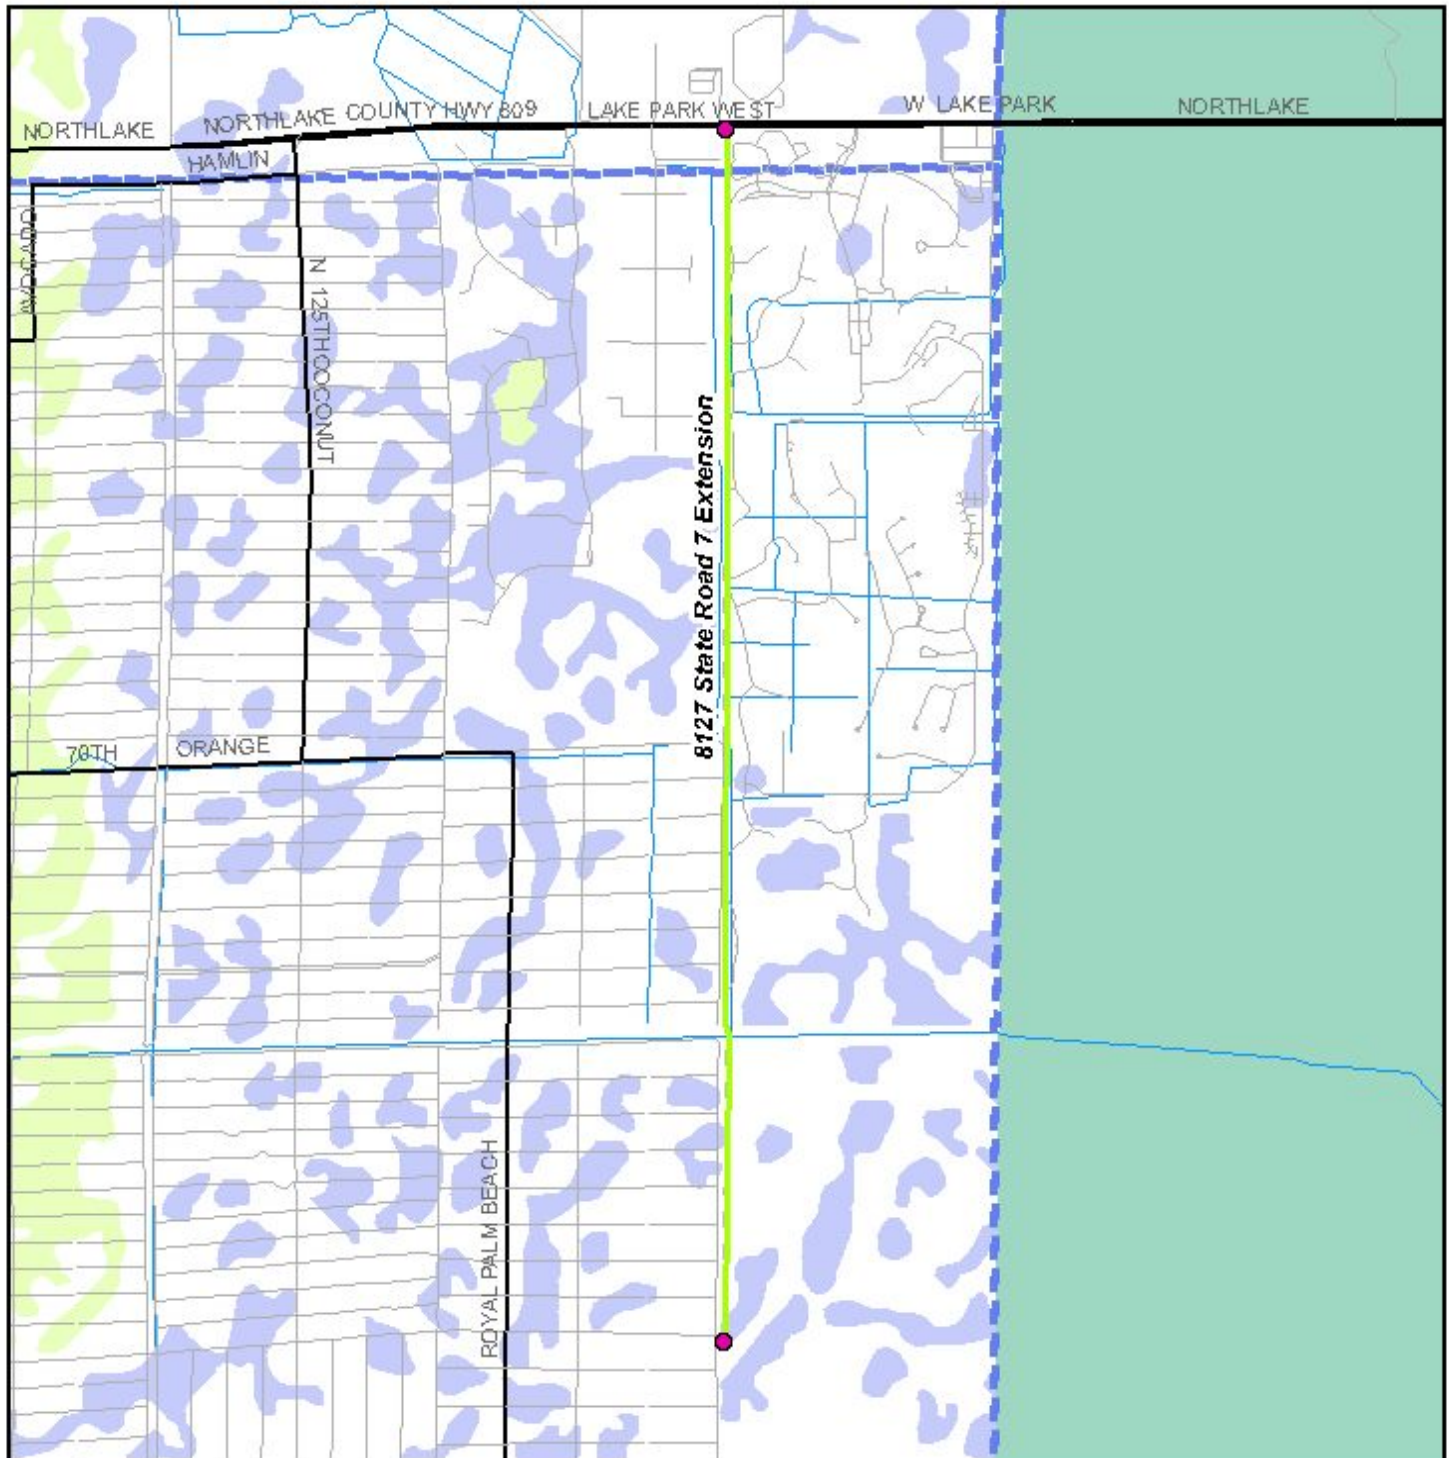 NORTHLAKE
NORTHLAKE
COUNTY HWY 809
LAKE PARK WEST
W LAKE PARK
NORTHLAKE
HAMLIN
AVOCADO
N 125TH COCONUT
8127 State Road 7 Extension
70TH
ORANGE
ROYAL PALM BEACH